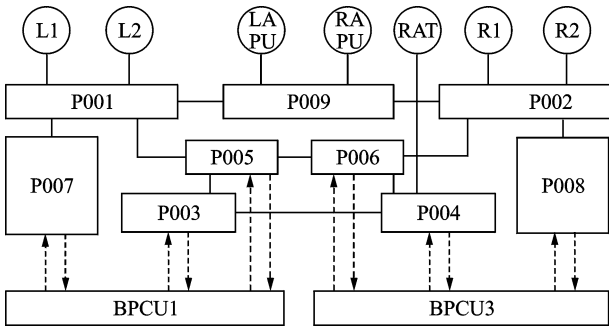 L1
L2
LA
PU
RA
PU
RAT
R1
R2
P001
P009
P002
P005
P006
P007
P008
P003
P004
BPCU1
BPCU3